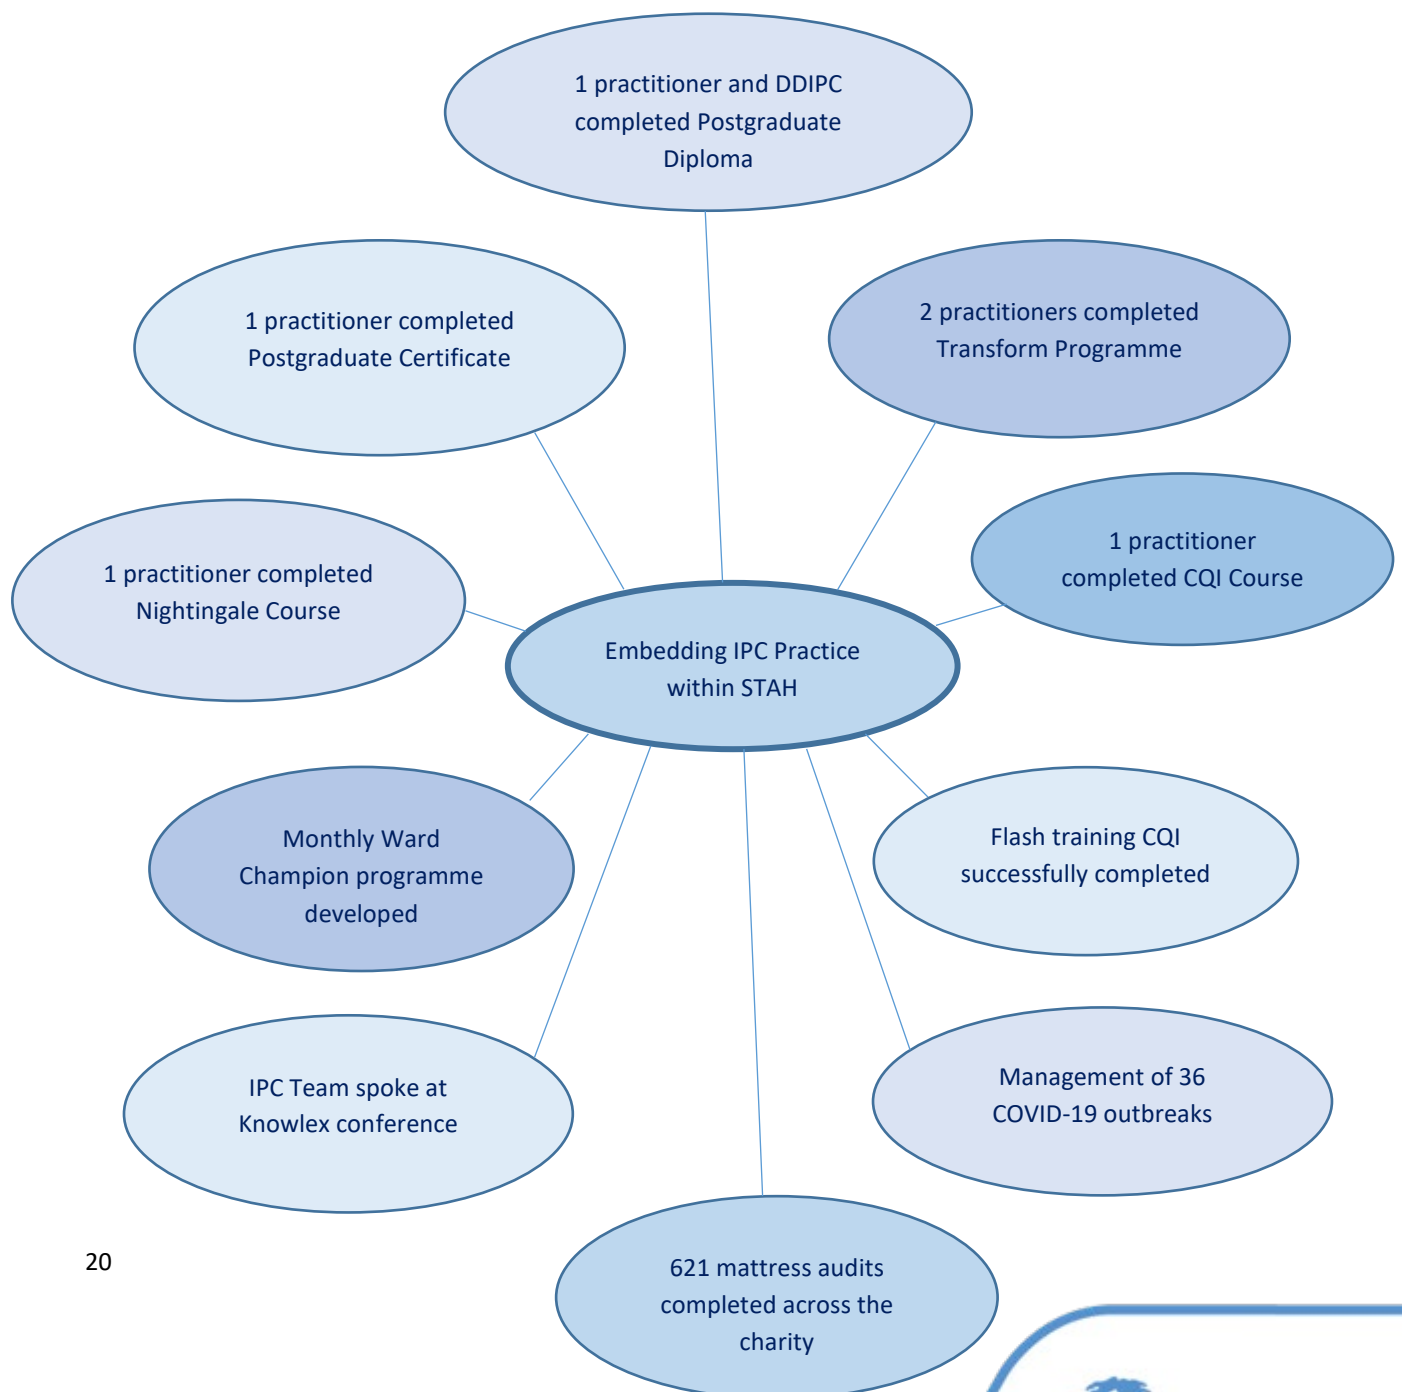 1 practitioner and DDIPC
completed Postgraduate
Diploma
1 practitioner completed
Postgraduate Certificate
2 practitioners completed
Transform Programme
1 practitioner completed
Nightingale Course
1 practitioner
completed CQI Course
Embedding IPC Practice
within STAH
Monthly Ward
Champion programme
developed
Flash training CQI
successfully completed
IPC Team spoke at
Knowlex conference
Management of 36
COVID-19 outbreaks
621 mattress audits
completed across the
charity
20